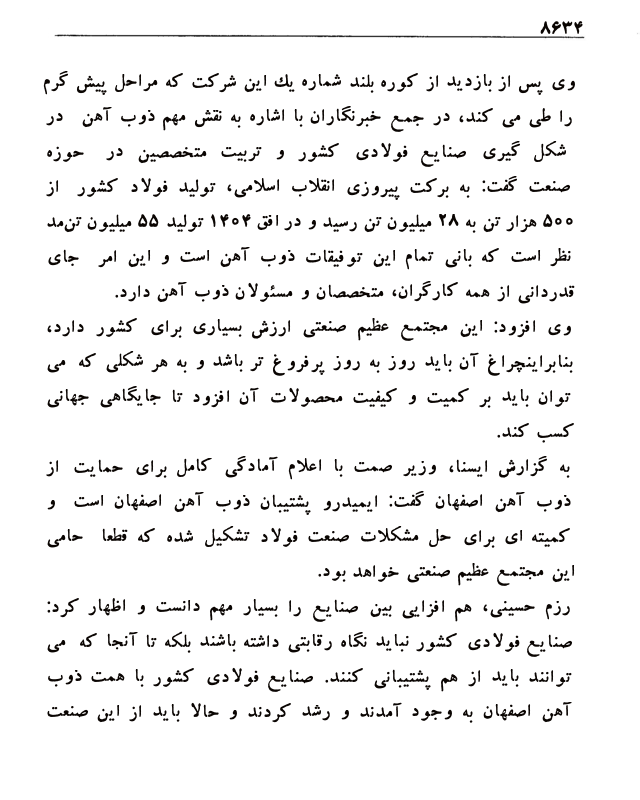 ۸۶۳۴
وی پس از بازدید از کوره بلند شماره یك این شرکت که مراحل پیش گرم
را طی می کند، در جمع خبرنگاران با اشاره به نقش مهم ذوب آهن در
شکل گیری صنایع فولادی کشور و تربیت متخصصین در حوزه
صنعت گفت: به برکت پیروزی انقلاب اسلامی، تولید فولاد کشور از
۵۰۰ هزار تن به ۲۸ میلیون تن رسید و در افق ۱۴۰۴ تولید ۵۵ میلیون تن‌مد
نظر است که بانی تمام این توفیقات ذوب آهن است و این امر جای
قدردانی از همه کارگران، متخصصان و مسئولان ذوب آهن دارد.
وی افزود: این مجتمع عظیم صنعتی ارزش بسیاری برای کشور دارد،
بنابراینچراغ آن باید روز به روز پرفروغ تر باشد و به هر شکلی که می
توان باید بر کمیت و کیفیت محصولات آن افزود تا جایگاهی جهانی
کسب کند.
به گزارش ایسنا، وزیر صمت با اعلام آمادگی کامل برای حمایت از
ذوب آهن اصفهان گفت: ایمیدرو پشتیبان ذوب آهن اصفهان است و
کمیته ای برای حل مشکلات صنعت فولاد تشکیل شده که قطعا حامی
این مجتمع عظیم صنعتی خواهد بود.
رزم حسینی، هم افزایی بین صنایع را بسیار مهم دانست و اظهار کرد:
صنایع فولادی کشور نباید نگاه رقابتی داشته باشند بلکه تا آنجا که می
توانند باید از هم پشتیبانی کنند. صنایع فولادی کشور با همت ذوب
آهن اصفهان به وجود آمدند و رشد کردند و حالا باید از این صنعت